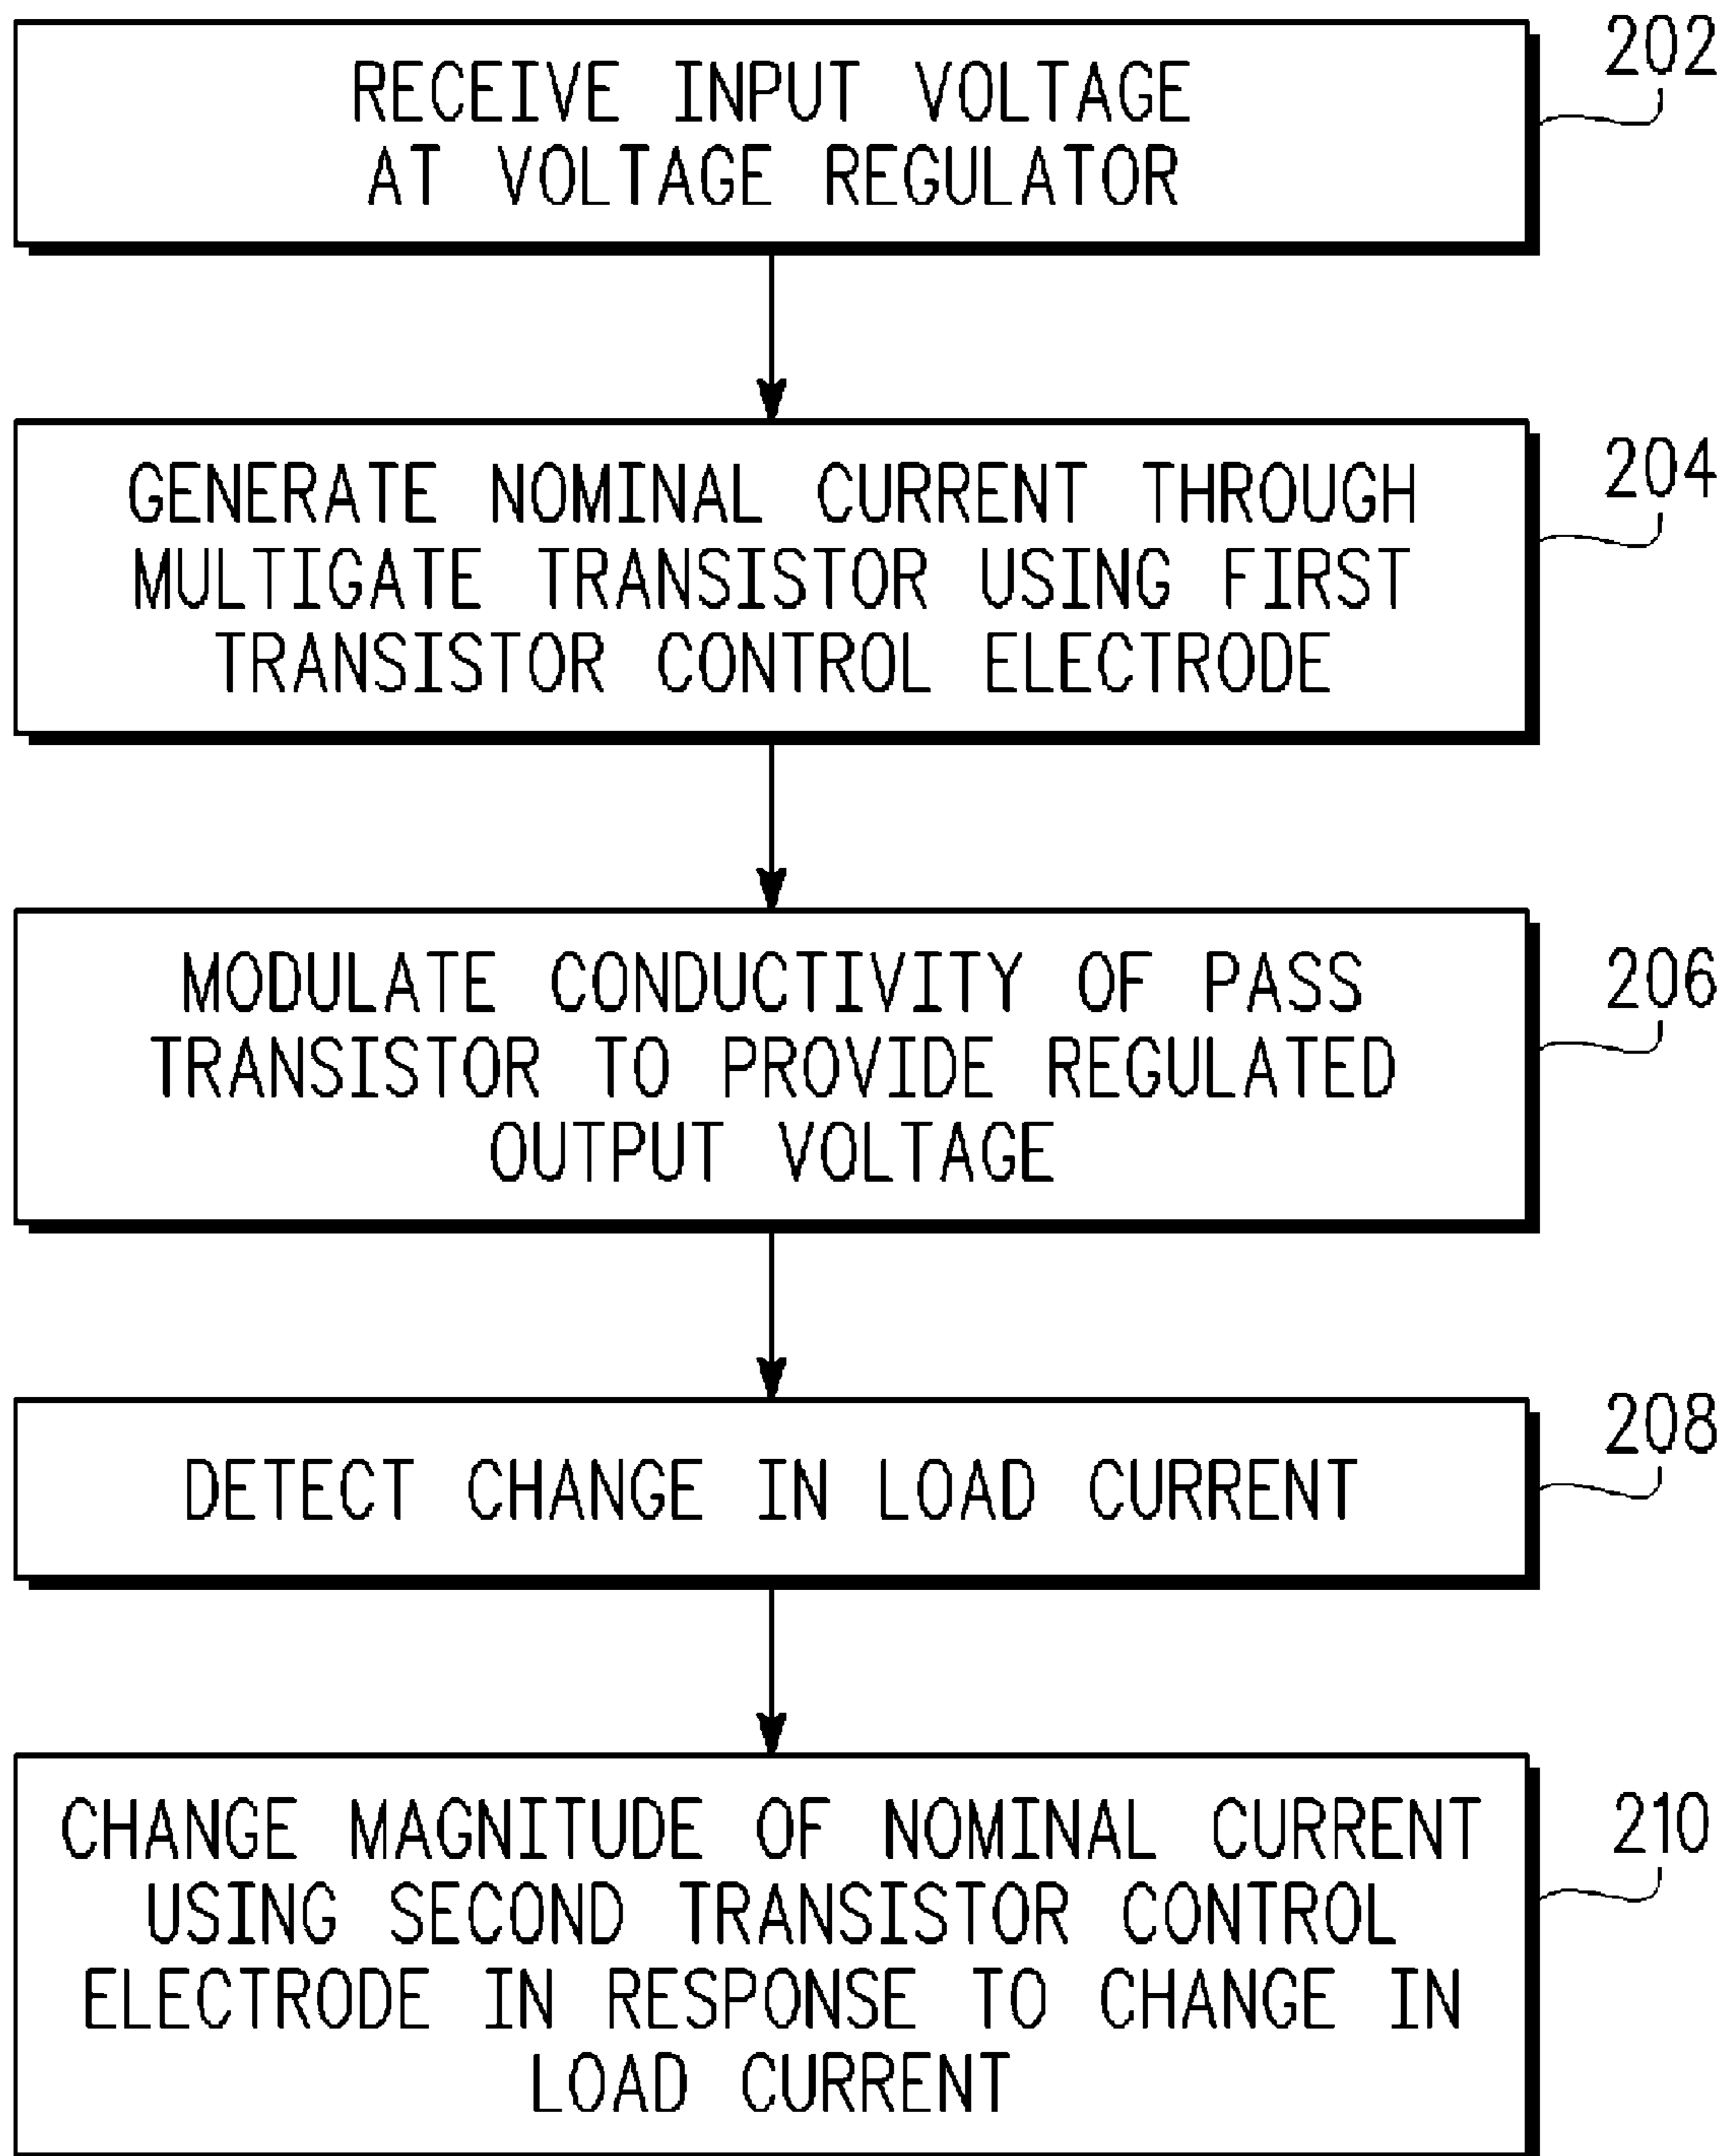 RECEIVE INPUT VOLTAGE
AT VOLTAGE REGULATOR
202
GENERATE NOMINAL CURRENT THROUGH
MULTIGATE TRANSISTOR USING FIRST
TRANSISTOR CONTROL ELECTRODE
204
MODULATE CONDUCTIVITY OF PASS
TRANSISTOR TO PROVIDE REGULATED
OUTPUT VOLTAGE
206
DETECT CHANGE IN LOAD CURRENT
208
CHANGE MAGNITUDE OF NOMINAL CURRENT
USING SECOND TRANSISTOR CONTROL
ELECTRODE IN RESPONSE TO CHANGE IN
LOAD CURRENT
210